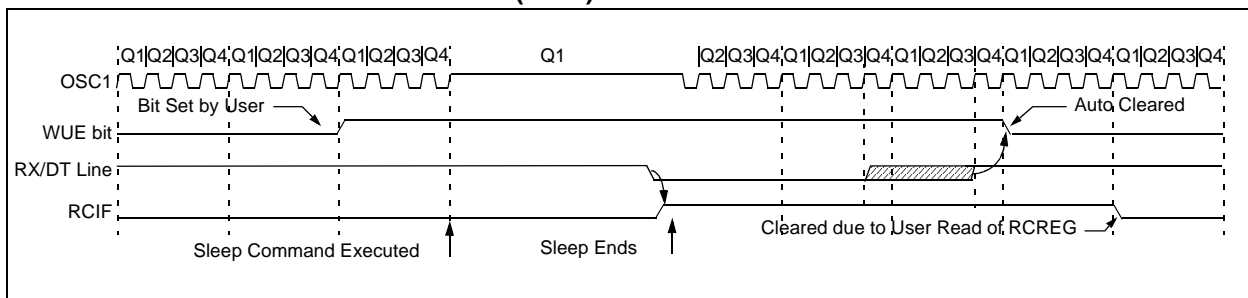 Q1 Q2 Q3 Q4 Q1 Q2 Q3 Q4 Q1 Q2 Q3 Q4 Q1 Q2 Q3 Q4 Q1 Q2 Q3 Q4 Q1 Q2 Q3 Q4 Q1 Q2 Q3 Q4 Q1 Q2 Q3 Q4
OSC1
Bit Set by User
Auto Cleared
WUE bit
RX/DT Line
RCIF
Cleared due to User Read of RCREG
Sleep Command Executed
Sleep Ends